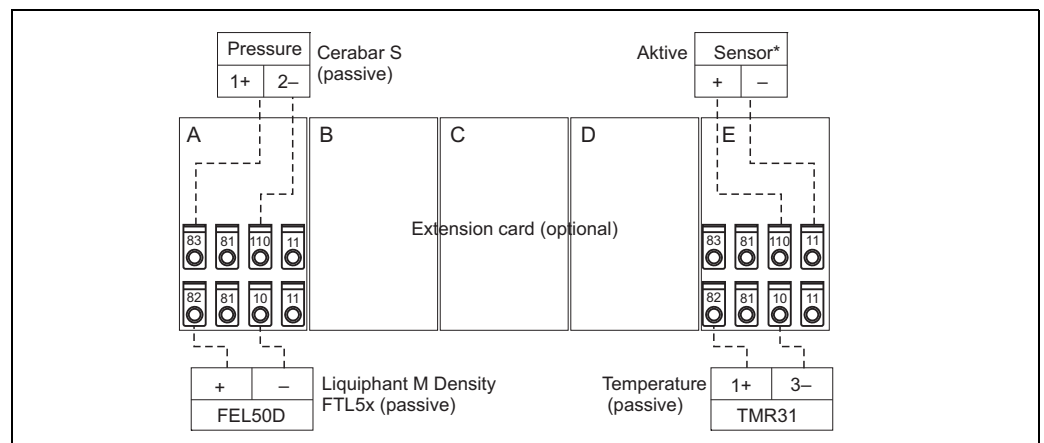 Pressure
1+ 2–
Cerabar S
(passive)
Aktive
Sensor*
+ –
A B C D E
Extension card (optional)
83 81 110 11
83 81 110 11
82 81 10 11
82 81 10 11
+ –
FEL50D
Liquiphant M Density
FTL5x (passive)
Temperature
(passive)
1+ 3–
TMR31